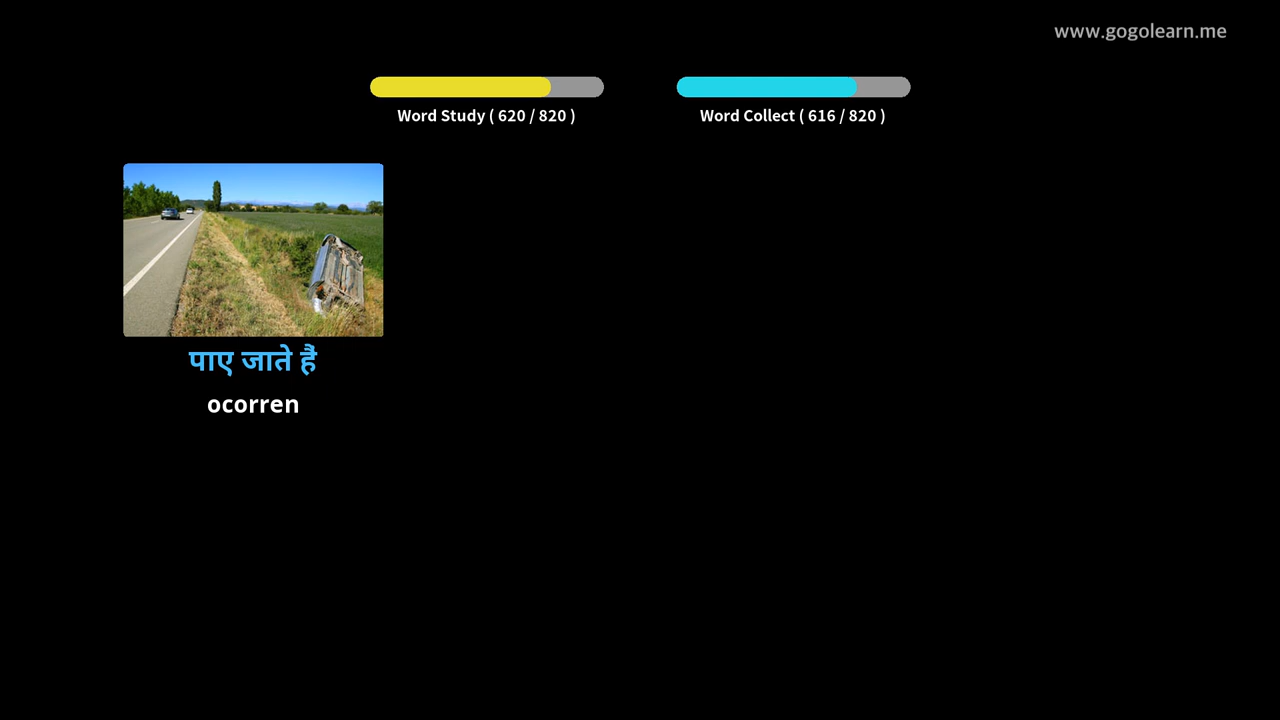 www.gogolearn.me
Word Study ( 620 / 820 )
Word Collect ( 616 / 820 )
पाए जाते हैं
ocorren